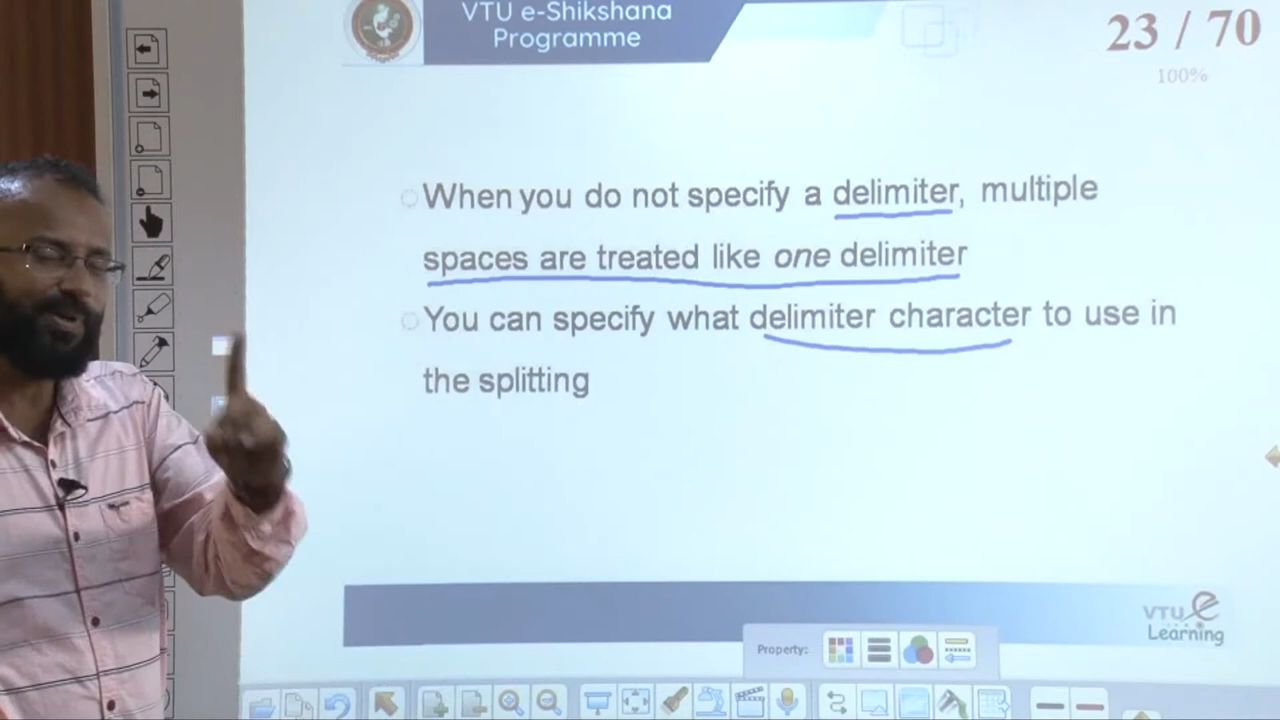 VTU e-Shikshana
Programme
23 / 70
100%
When you do not specify a delimiter, multiple
spaces are treated like one delimiter
You can specify what delimiter character to use in
the splitting
VTU e
Learning
Property: